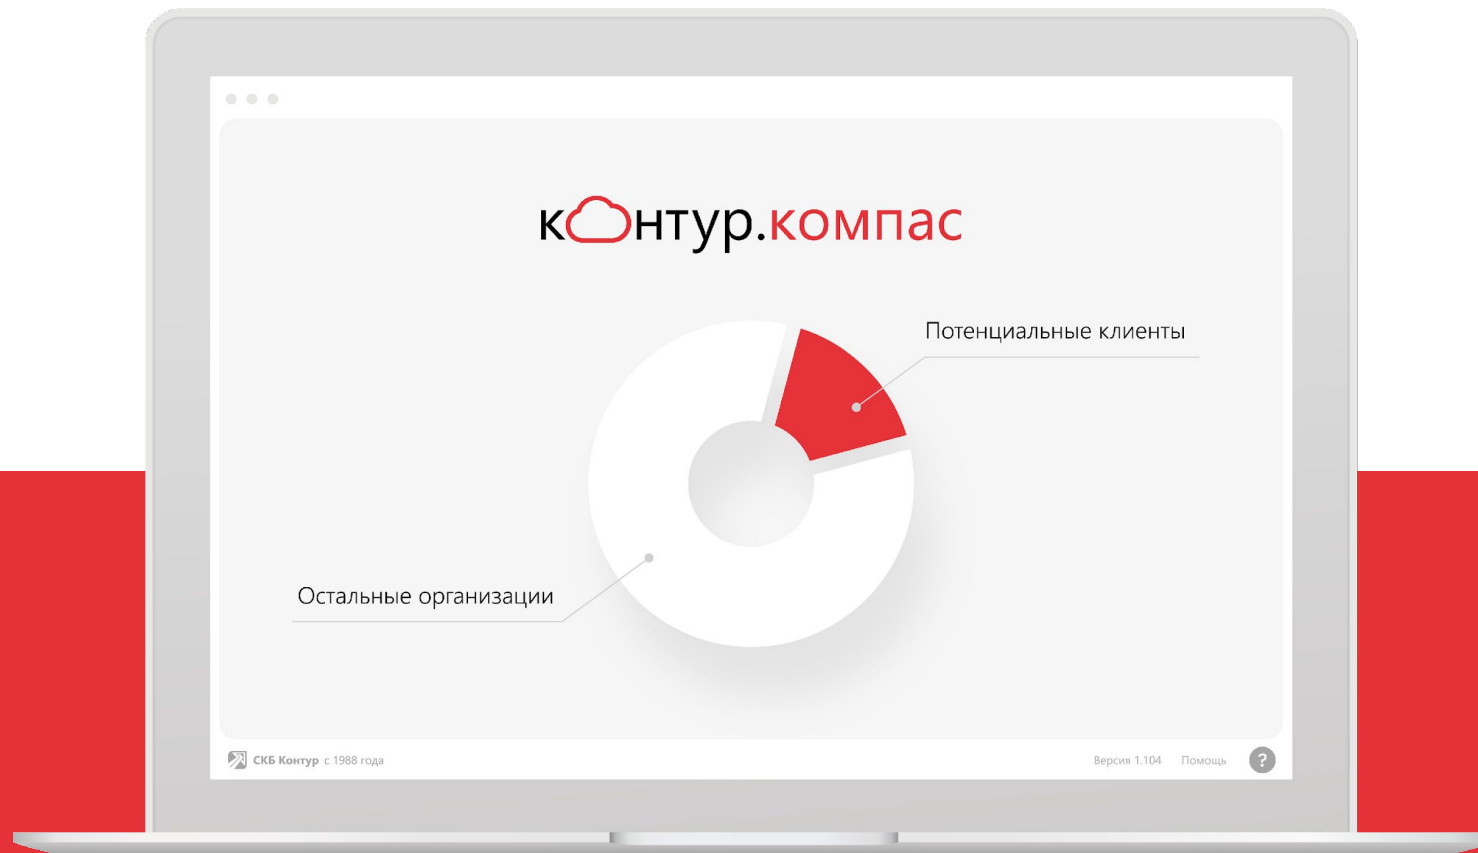 контур.компас
Потенциальные клиенты
Остальные организации
СКБ Контур с 1988 года
Версия 1.104 Помощь ?